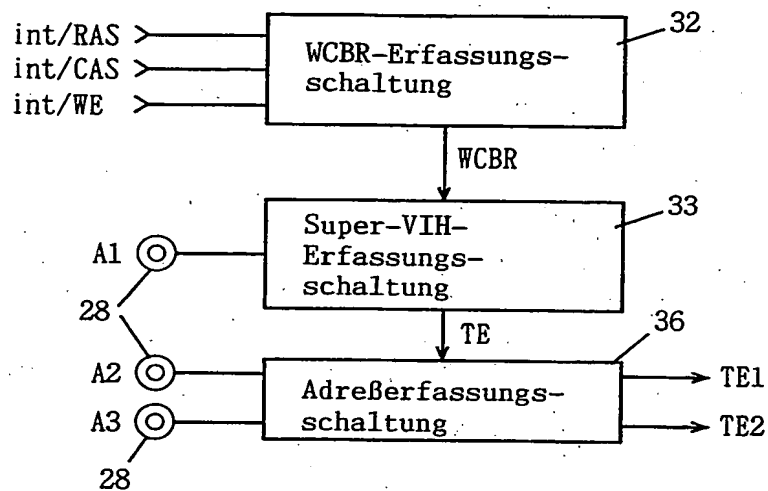 int/RAS
int/CAS
int/WE
WCBR-Erfassungs-
schaltung
32
WCBR
Super-VIH-
Erfassungs-
schaltung
33
A1
28
TE
36
A2
A3
Adreßerfassungs-
schaltung
TE1
TE2
28